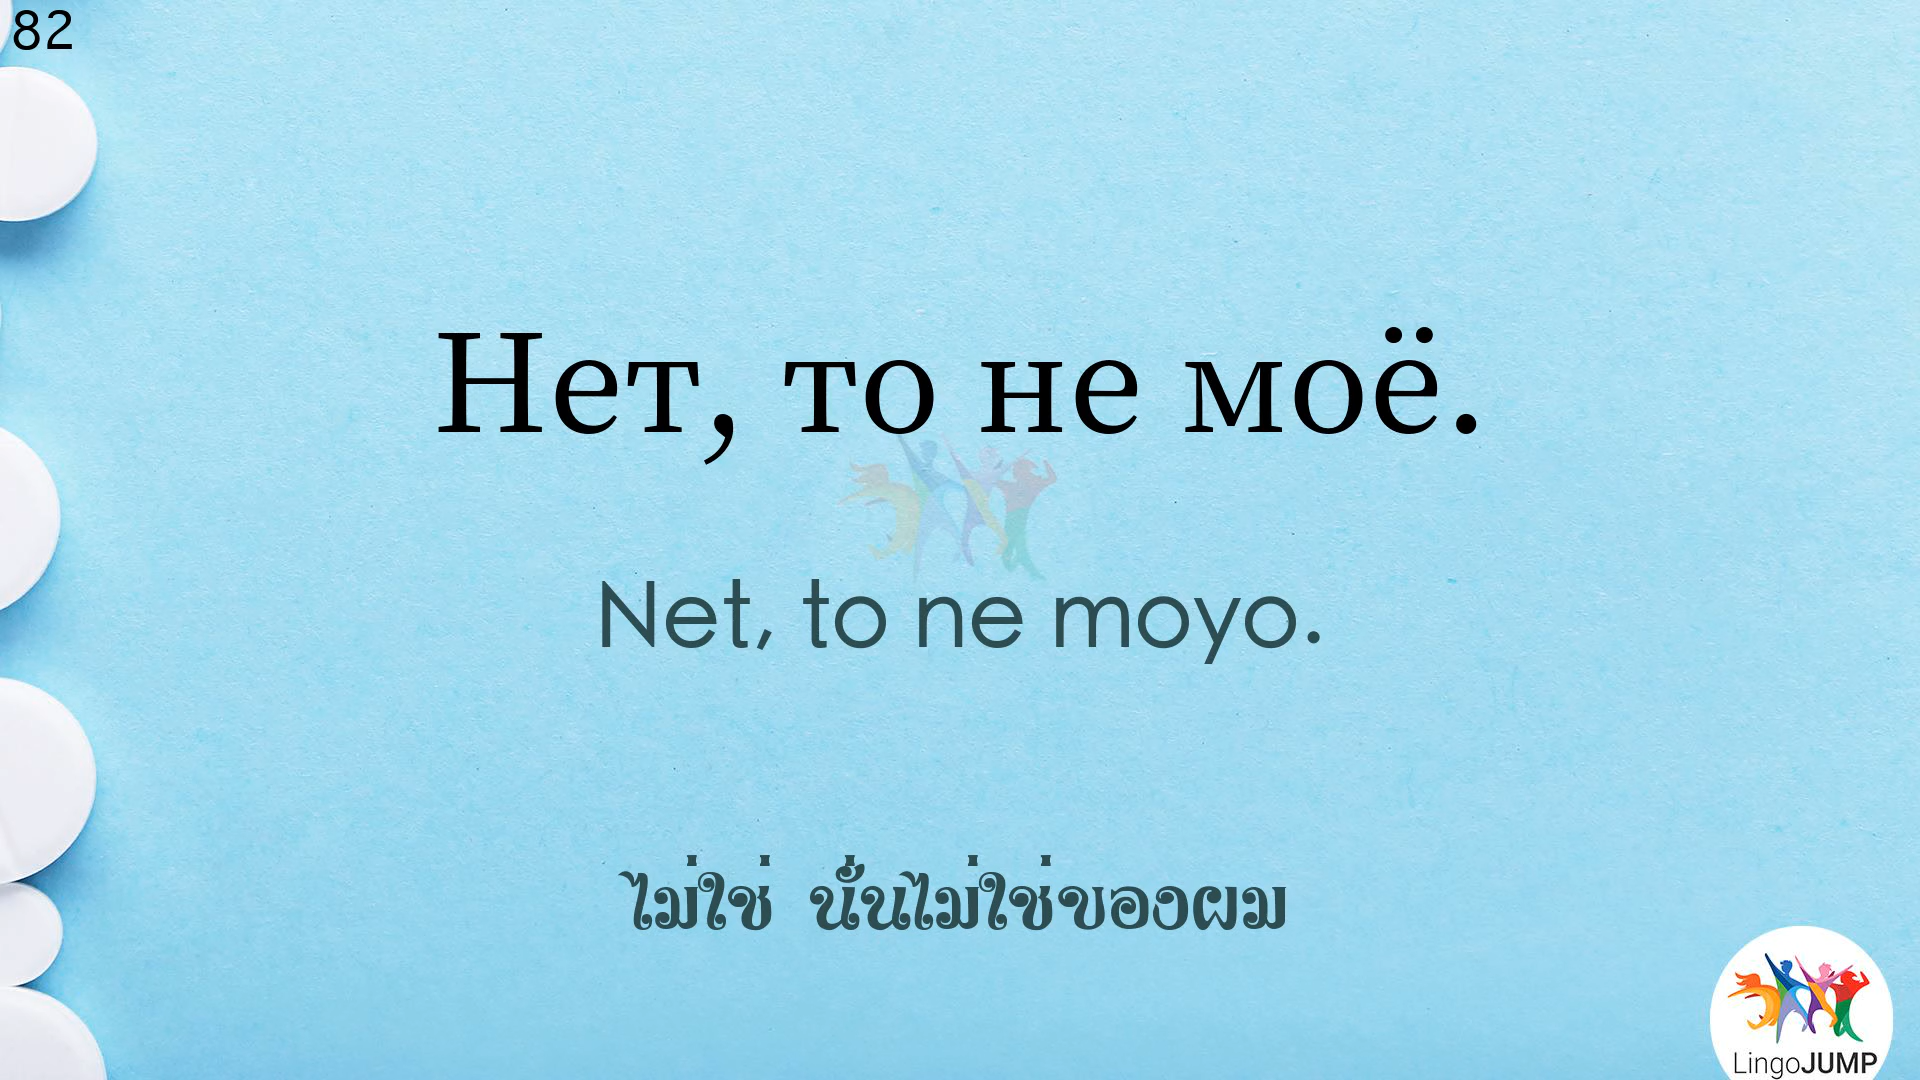 82
Нет, то не моё.
Net, to ne moyo.
ไม่ใช่ นั่นไม่ใช่ของผม
LingoJUMP